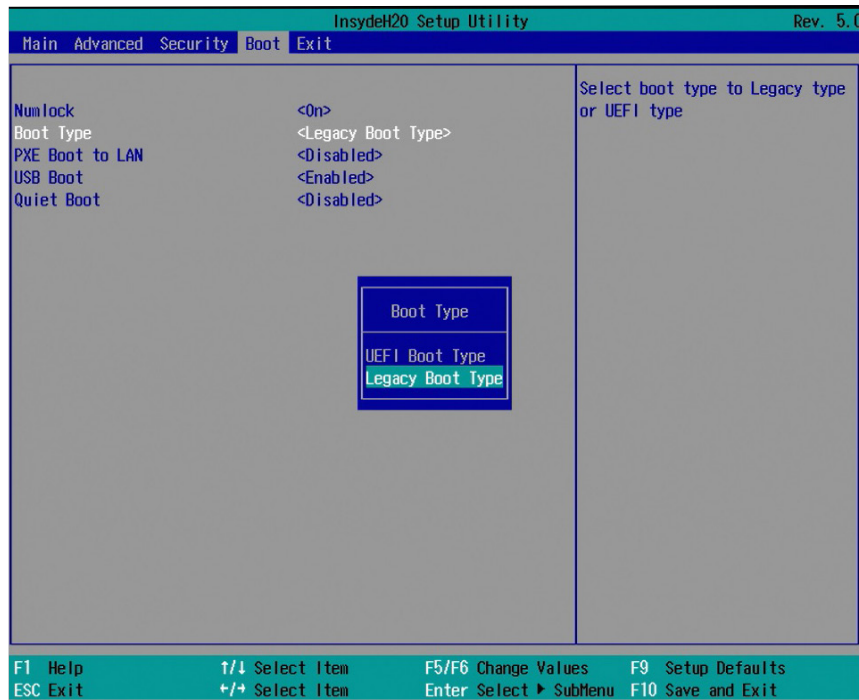 InsydeH20 Setup Utility Rev. 5.0
Main Advanced Security Boot Exit
Numlock <On>
Boot Type <Legacy Boot Type>
PXE Boot to LAN <Disabled>
USB Boot <Enabled>
Quiet Boot <Disabled>
Select boot type to Legacy type
or UEFI type
Boot Type
UEFI Boot Type
Legacy Boot Type
F1 Help ↑/↓ Select Item F5/F6 Change Values F9 Setup Defaults
ESC Exit ←/→ Select Item Enter Select ▶ SubMenu F10 Save and Exit